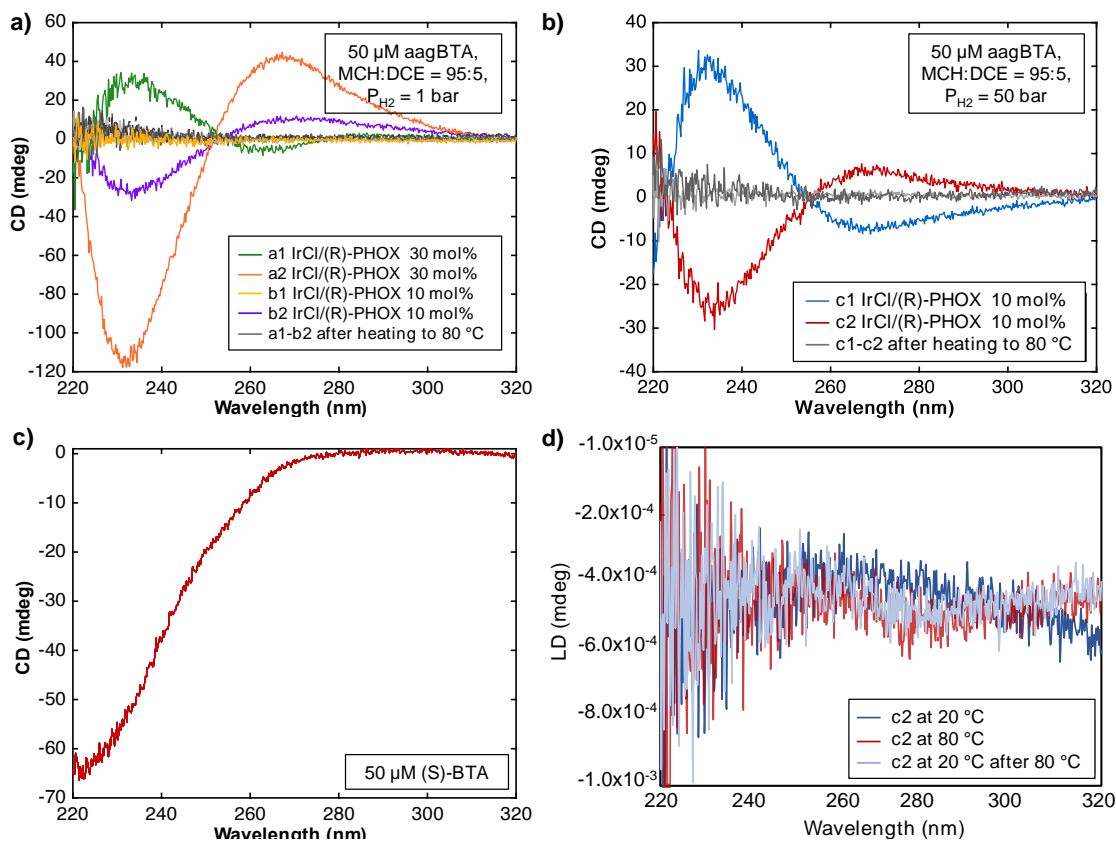 a)
60
40
20
0
-20
-40
-60
-80
-100
-120
220
240
260
280
300
320
CD (mdeg)
Wavelength (nm)
50 µM aagBTA,
MCH:DCE = 95:5,
P_H2 = 1 bar
a1 IrCl/(R)-PHOX 30 mol%
a2 IrCl/(R)-PHOX 30 mol%
b1 IrCl/(R)-PHOX 10 mol%
b2 IrCl/(R)-PHOX 10 mol%
a1-b2 after heating to 80 °C
b)
40
30
20
10
0
-10
-20
-30
-40
220
240
260
280
300
320
CD (mdeg)
Wavelength (nm)
50 µM aagBTA,
MCH:DCE = 95:5,
P_H2 = 50 bar
c1 IrCl/(R)-PHOX 10 mol%
c2 IrCl/(R)-PHOX 10 mol%
c1-c2 after heating to 80 °C
c)
0
-10
-20
-30
-40
-50
-60
-70
220
240
260
280
300
320
CD (mdeg)
Wavelength (nm)
50 µM (S)-BTA
d)
-1.0x10⁻⁵
-2.0x10⁻⁴
-4.0x10⁻⁴
-6.0x10⁻⁴
-8.0x10⁻⁴
-1.0x10⁻³
220
240
260
280
300
320
LD (mdeg)
Wavelength (nm)
c2 at 20 °C
c2 at 80 °C
c2 at 20 °C after 80 °C